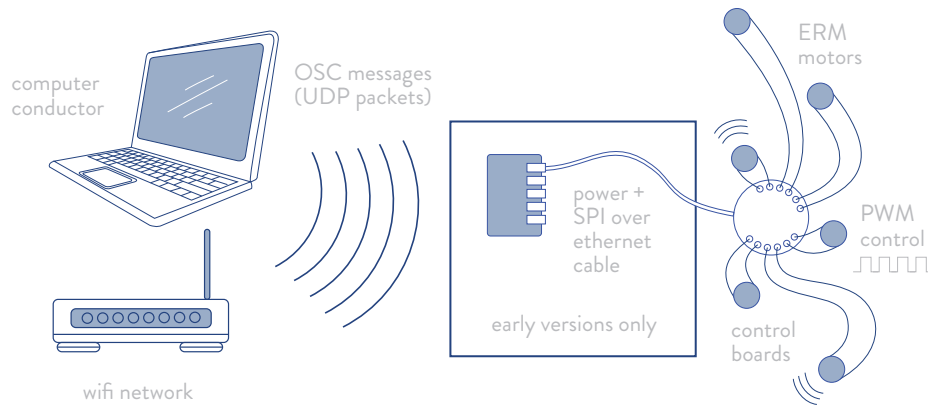 computer
conductor
OSC messages
(UDP packets)
ERM
motors
power +
SPI over
ethernet
cable
PWM
control
early versions only
control
boards
wifi network